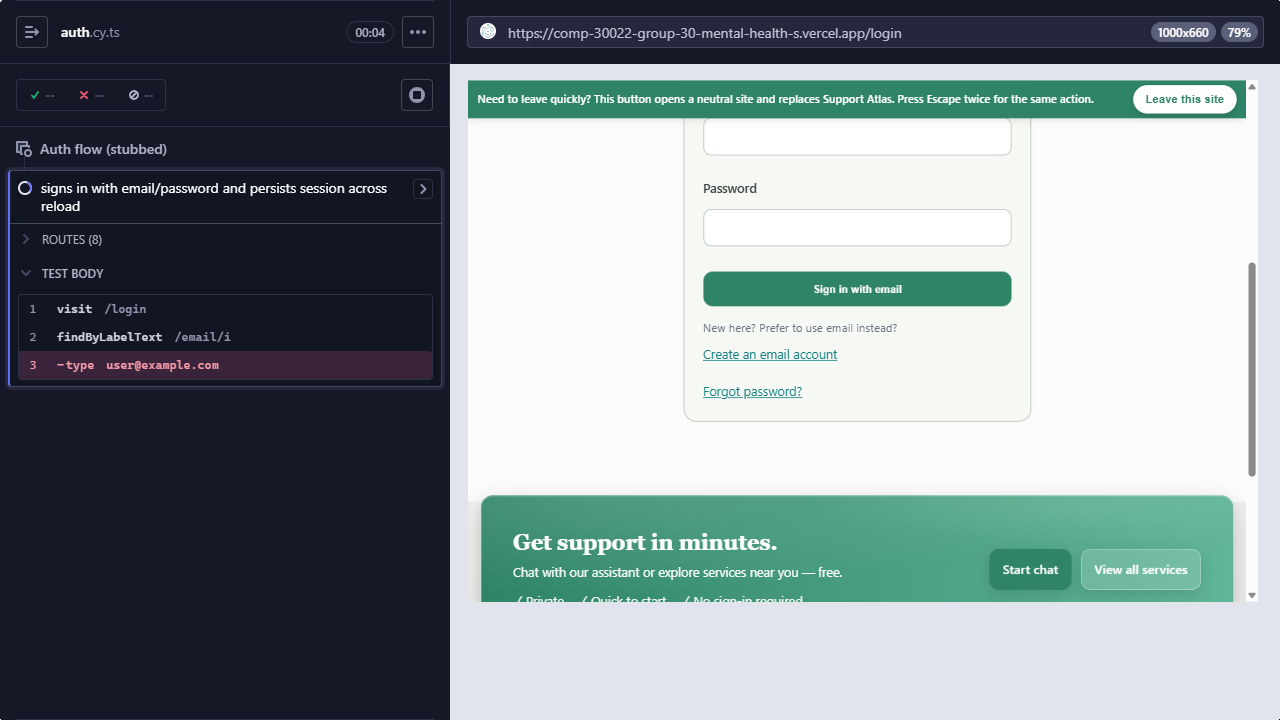 auth.cy.ts
00:04
--
--
--
Auth flow (stubbed)
signs in with email/password and persists session across
reload
ROUTES (8)
TEST BODY
1 visit /login
2 findByLabelText /email/i
3 -type user@example.com
https://comp-30022-group-30-mental-health-s.vercel.app/login
1000x660
79%
Need to leave quickly? This button opens a neutral site and replaces Support Atlas. Press Escape twice for the same action.
Leave this site
Password
Sign in with email
New here? Prefer to use email instead?
Create an email account
Forgot password?
Get support in minutes.
Chat with our assistant or explore services near you — free.
✓ Private ✓ Quick to start ✓ No sign-in required
Start chat
View all services